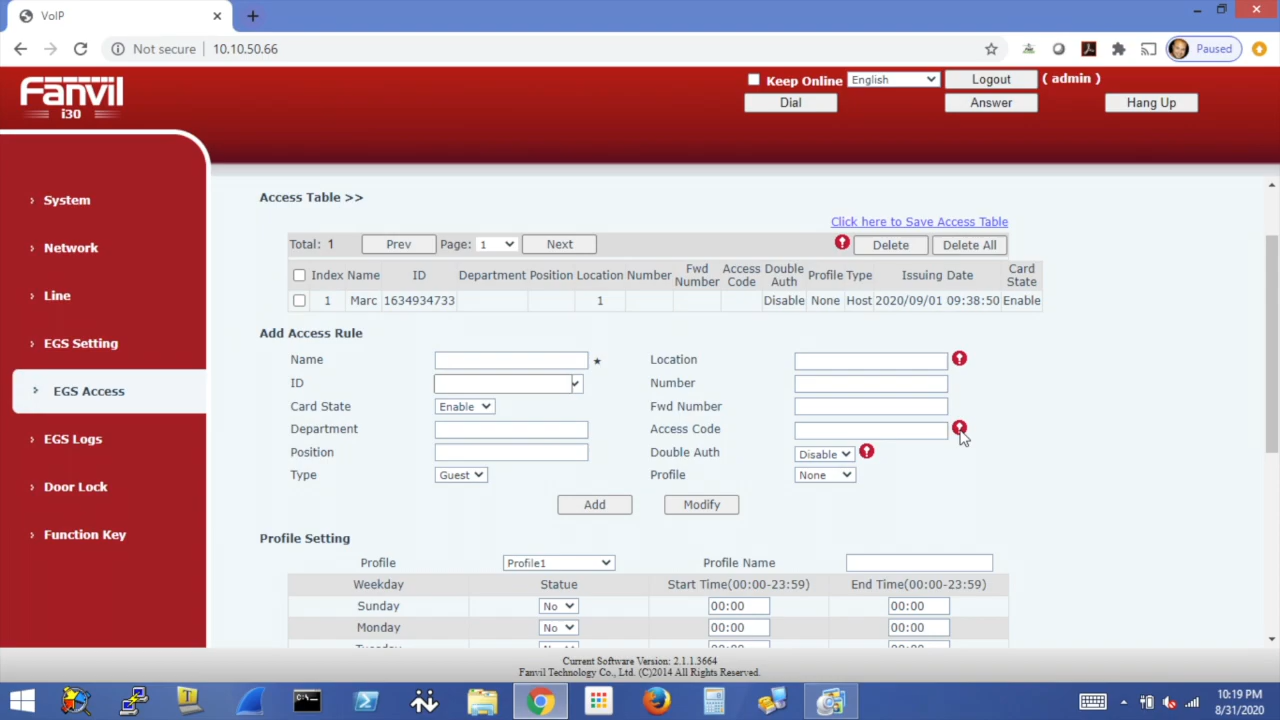 VoIP
Not secure | 10.10.50.66
Paused
Fanvil
i30
Keep Online English Logout ( admin )
Dial Answer Hang Up
System
Network
Line
EGS Setting
EGS Access
EGS Logs
Door Lock
Function Key
Access Table >>
Click here to Save Access Table
Total: 1 Prev Page: 1 Next Delete Delete All
Index Name ID Department Position Location Number Fwd Number Access Code Double Auth Profile Type Issuing Date Card State
1 Marc 1634934733 1 Disable None Host 2020/09/01 09:38:50 Enable
Add Access Rule
Name * Location
ID Number
Card State Enable Fwd Number
Department Access Code
Position Double Auth Disable
Type Guest Profile None
Add Modify
Profile Setting
Profile Profile1 Profile Name
Weekday Statue Start Time(00:00-23:59) End Time(00:00-23:59)
Sunday No 00:00 00:00
Monday No 00:00 00:00
Current Software Version: 2.1.1.3664
Fanvil Technology Co., Ltd. (C)2014 All Rights Reserved.
10:19 PM
8/31/2020